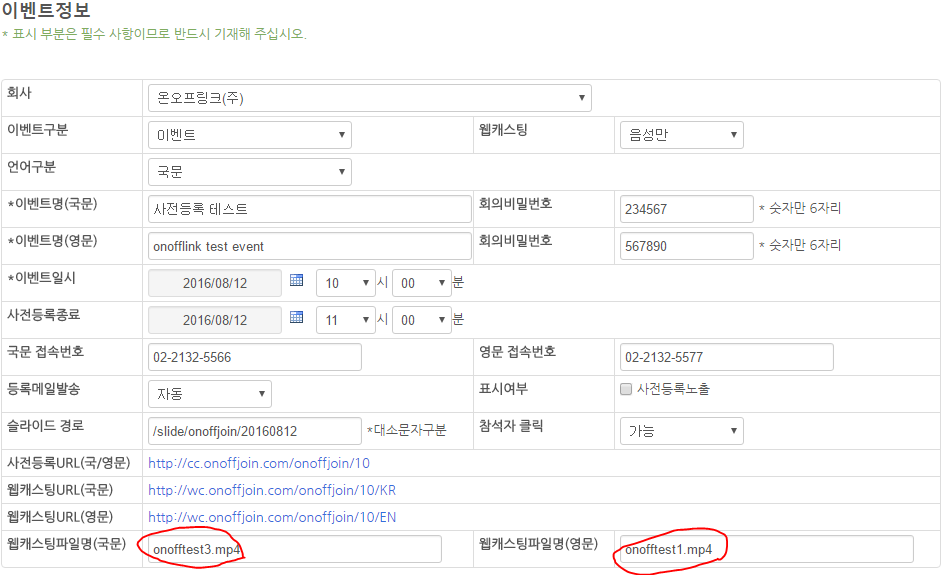 이벤트정보
* 표시 부분은 필수 사항이므로 반드시 기재해 주십시오.
회사 온오프링크(주)
이벤트구분 이벤트 웹캐스팅 음성만
언어구분 국문
*이벤트명(국문) 사전등록 테스트 회의비밀번호 234567 * 숫자만 6자리
*이벤트명(영문) onofflink test event 회의비밀번호 567890 * 숫자만 6자리
*이벤트일시 2016/08/12 10 시 00 분
사전등록종료 2016/08/12 11 시 00 분
국문 접속번호 02-2132-5566 영문 접속번호 02-2132-5577
등록메일발송 자동 표시여부 사전등록노출
슬라이드 경로 /slide/onoffjoin/20160812 *대소문자구분 참석자 클릭 가능
사전등록URL(국/영문) http://cc.onoffjoin.com/onoffjoin/10
웹캐스팅URL(국문) http://wc.onoffjoin.com/onoffjoin/10/KR
웹캐스팅URL(영문) http://wc.onoffjoin.com/onoffjoin/10/EN
웹캐스팅파일명(국문) onofftest3.mp4 웹캐스팅파일명(영문) onofftest1.mp4